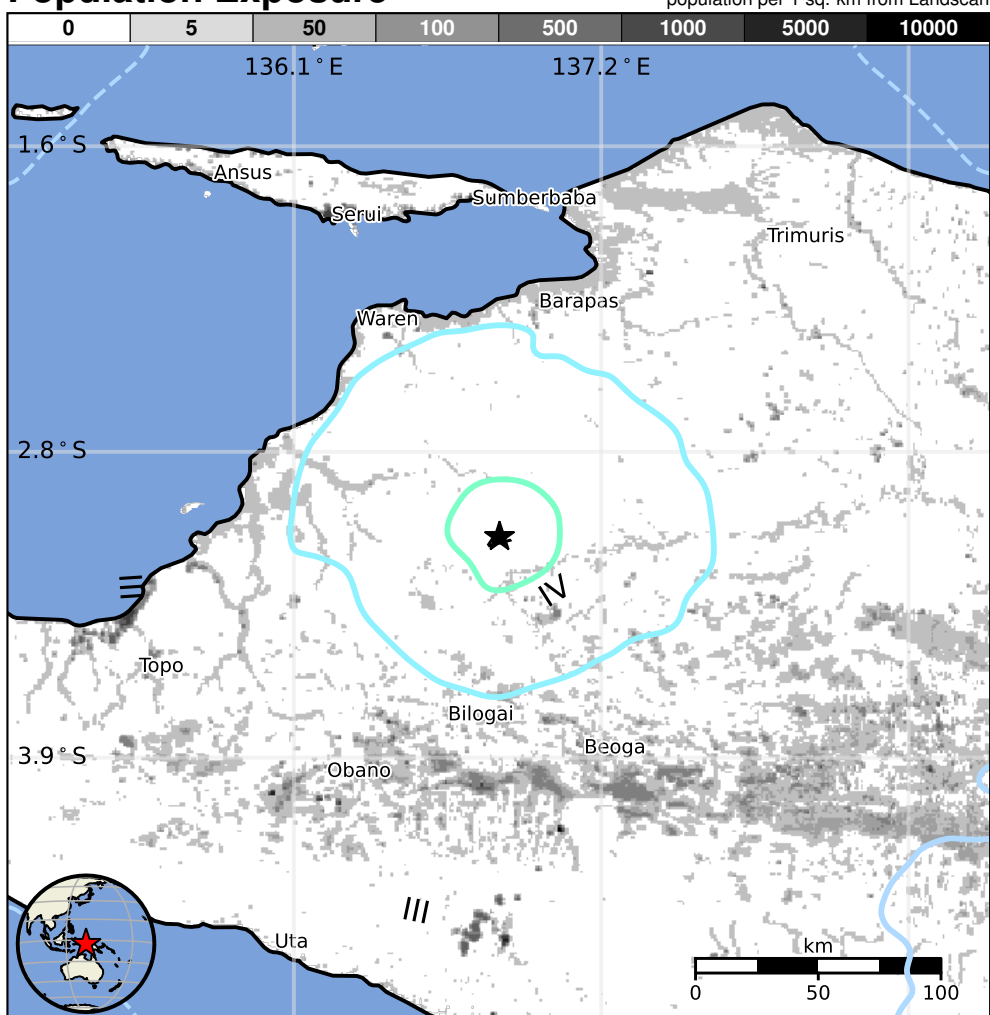 Population Exposure
population per 1 sq. km from Landscan
0 5 50 100 500 1000 5000 10000
136.1°E 137.2°E
1.6°S
Ansus
Sumberbaba
Serui
Trimuris
Barapas
Waren
2.8°S
III
IV
Topo
Bilogai
Beoga
3.9°S
Obano
III
Uta
km
0 50 100